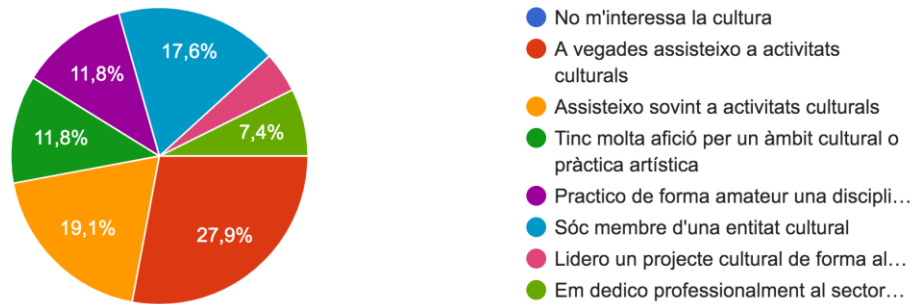 17,6%
11,8%
11,8%
7,4%
19,1%
27,9%
No m'interessa la cultura
A vegades assisteixo a activitats
culturals
Assisteixo sovint a activitats culturals
Tinc molta afició per un àmbit cultural o
pràctica artística
Practico de forma amateur una discipli…
Sóc membre d'una entitat cultural
Lidero un projecte cultural de forma al…
Em dedico professionalment al sector…